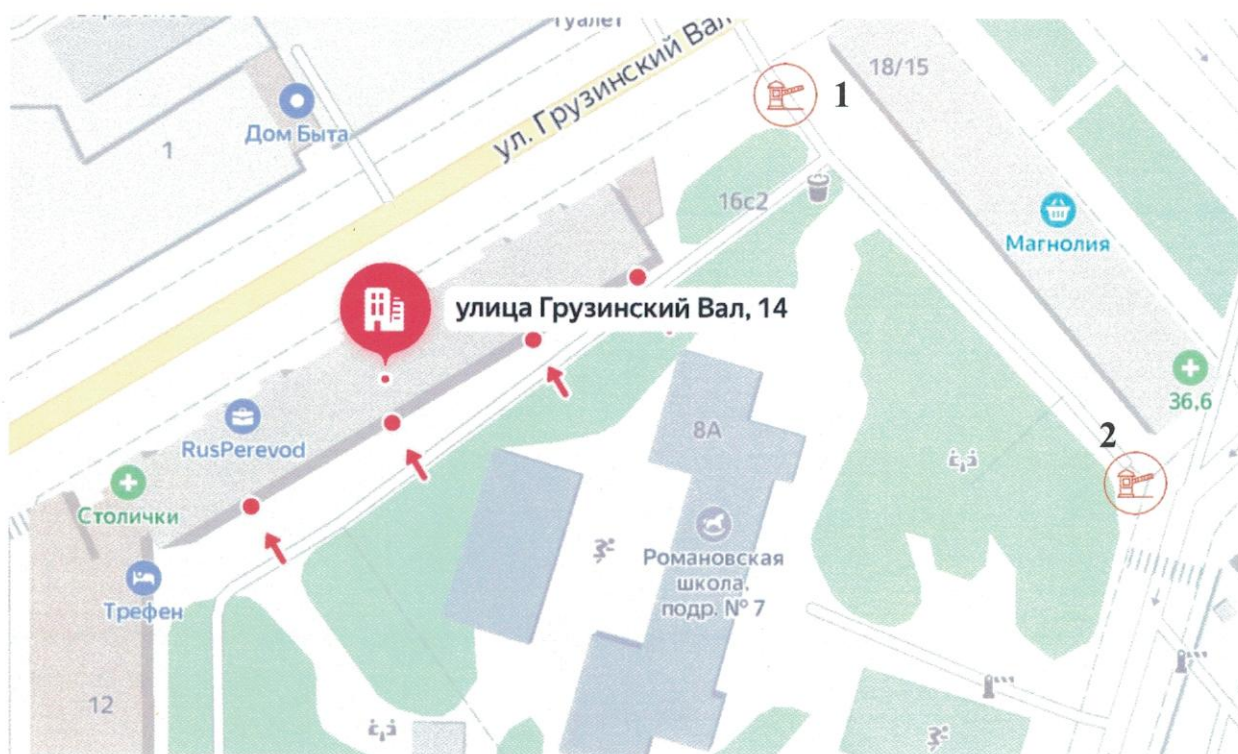 Туалет
18/15
1
ул. Грузинский Вал
Дом Быта
1
16с2
Магнолия
улица Грузинский Вал, 14
36,6
RusPerevod
8А
2
Столички
Романовская
школа,
подр. № 7
Трефен
12